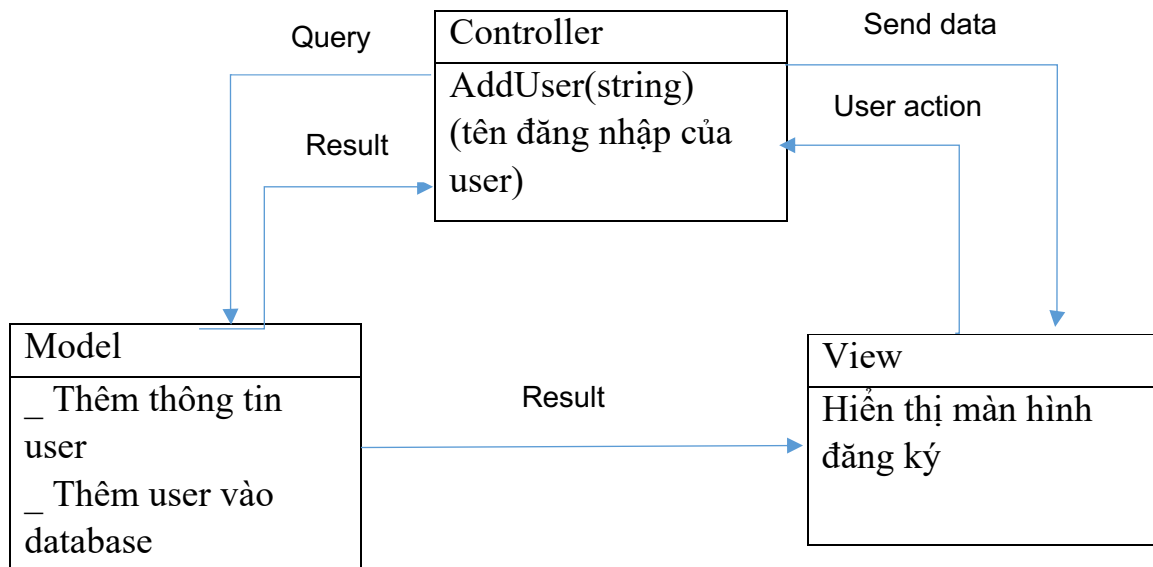 Query
Controller
Send data
AddUser(string)
(tên đăng nhập của
user)
User action
Result
Model
_ Thêm thông tin
user
_ Thêm user vào
database
Result
View
Hiển thị màn hình
đăng ký